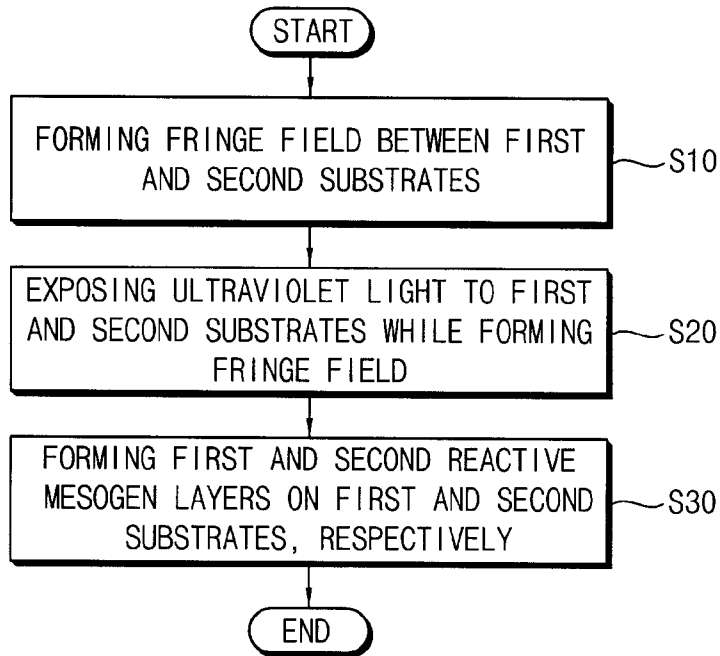 START
FORMING FRINGE FIELD BETWEEN FIRST
AND SECOND SUBSTRATES
S10
EXPOSING ULTRAVIOLET LIGHT TO FIRST
AND SECOND SUBSTRATES WHILE FORMING
FRINGE FIELD
S20
FORMING FIRST AND SECOND REACTIVE
MESOGEN LAYERS ON FIRST AND SECOND
SUBSTRATES, RESPECTIVELY
S30
END